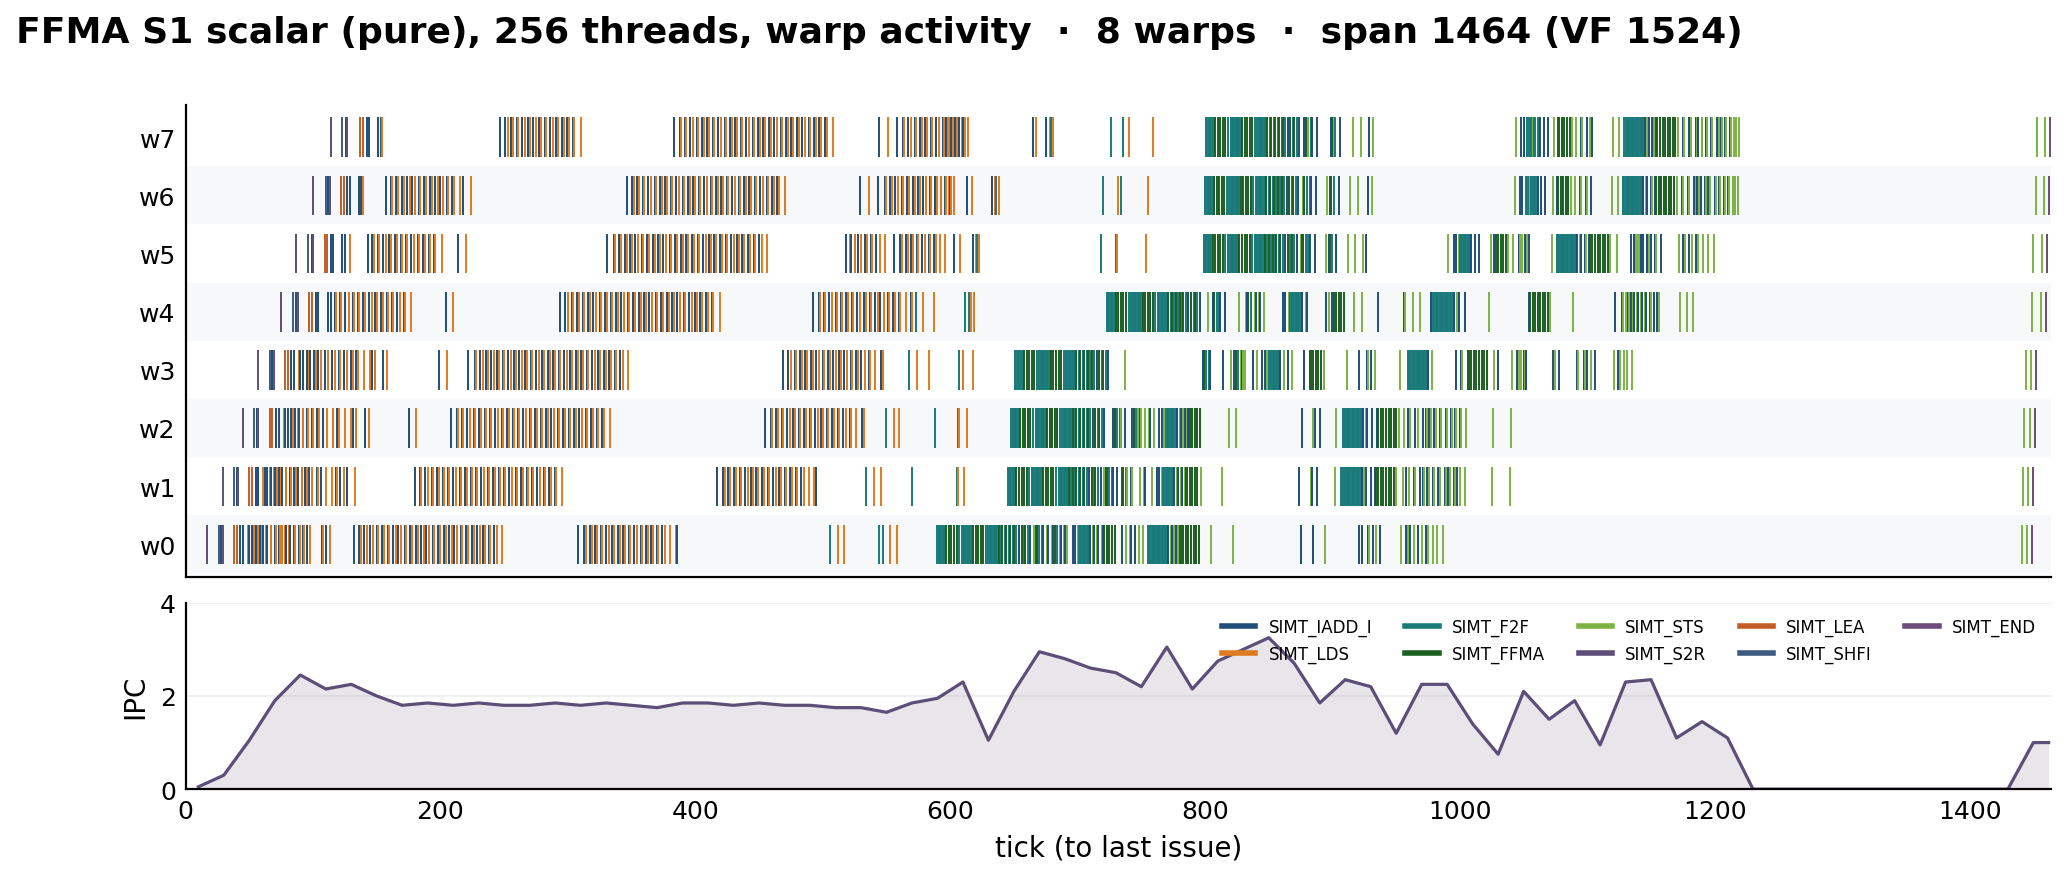 FFMA S1 scalar (pure), 256 threads, warp activity · 8 warps · span 1464 (VF 1524)
w7
w6
w5
w4
w3
w2
w1
w0
4
2
0
IPC
SIMT_IADD_I SIMT_F2F SIMT_STS SIMT_LEA SIMT_END
SIMT_LDS SIMT_FFMA SIMT_S2R SIMT_SHFI
0 200 400 600 800 1000 1200 1400
tick (to last issue)